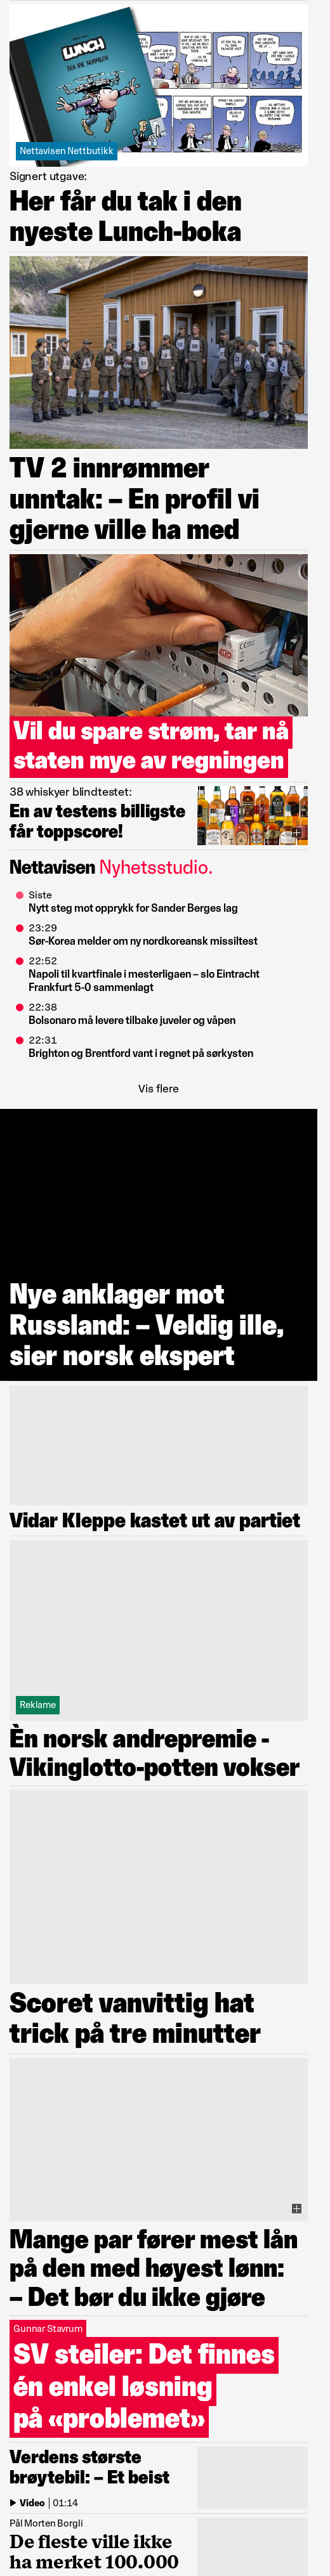 LUNCH
Nettavisen Nettbutikk
Signert utgave:
Her får du tak i den
nyeste Lunch-boka
TV 2 innrømmer
unntak: – En profil vi
gjerne ville ha med
Vil du spare strøm, tar nå
staten mye av regningen
38 whiskyer blindtestet:
En av testens billigste
får toppscore!
Nettavisen Nyhetsstudio.
Siste
Nytt steg mot opprykk for Sander Berges lag
23:29
Sør-Korea melder om ny nordkoreansk missiltest
22:52
Napoli til kvartfinale i mesterligaen – slo Eintracht
Frankfurt 5-0 sammenlagt
22:38
Bolsonaro må levere tilbake juveler og våpen
22:31
Brighton og Brentford vant i regnet på sørkysten
Vis flere
Nye anklager mot
Russland: – Veldig ille,
sier norsk ekspert
Vidar Kleppe kastet ut av partiet
Reklame
Èn norsk andrepremie -
Vikinglotto-potten vokser
Scoret vanvittig hat
trick på tre minutter
Mange par fører mest lån
på den med høyest lønn:
– Det bør du ikke gjøre
Gunnar Stavrum
SV steiler: Det finnes
én enkel løsning
på «problemet»
Verdens største
brøytebil: – Et beist
Video | 01:14
Pål Morten Borgli
De fleste ville ikke
ha merket 100.000